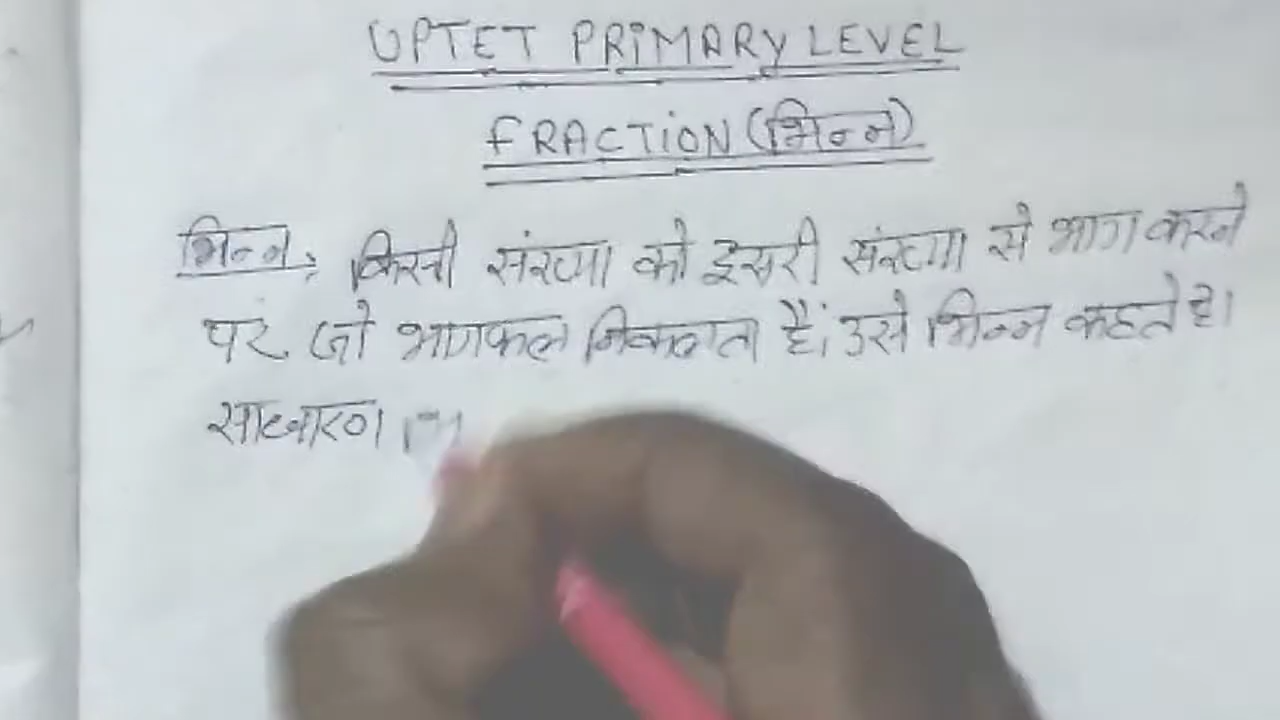 UPTET PRIMARY LEVEL
FRACTION (भिन्न)
भिन्न: किसी संख्या को दुसरी संख्या से भाग करने
पर जो भागफल निकलता है। उसे भिन्न कहते है।
साधारण